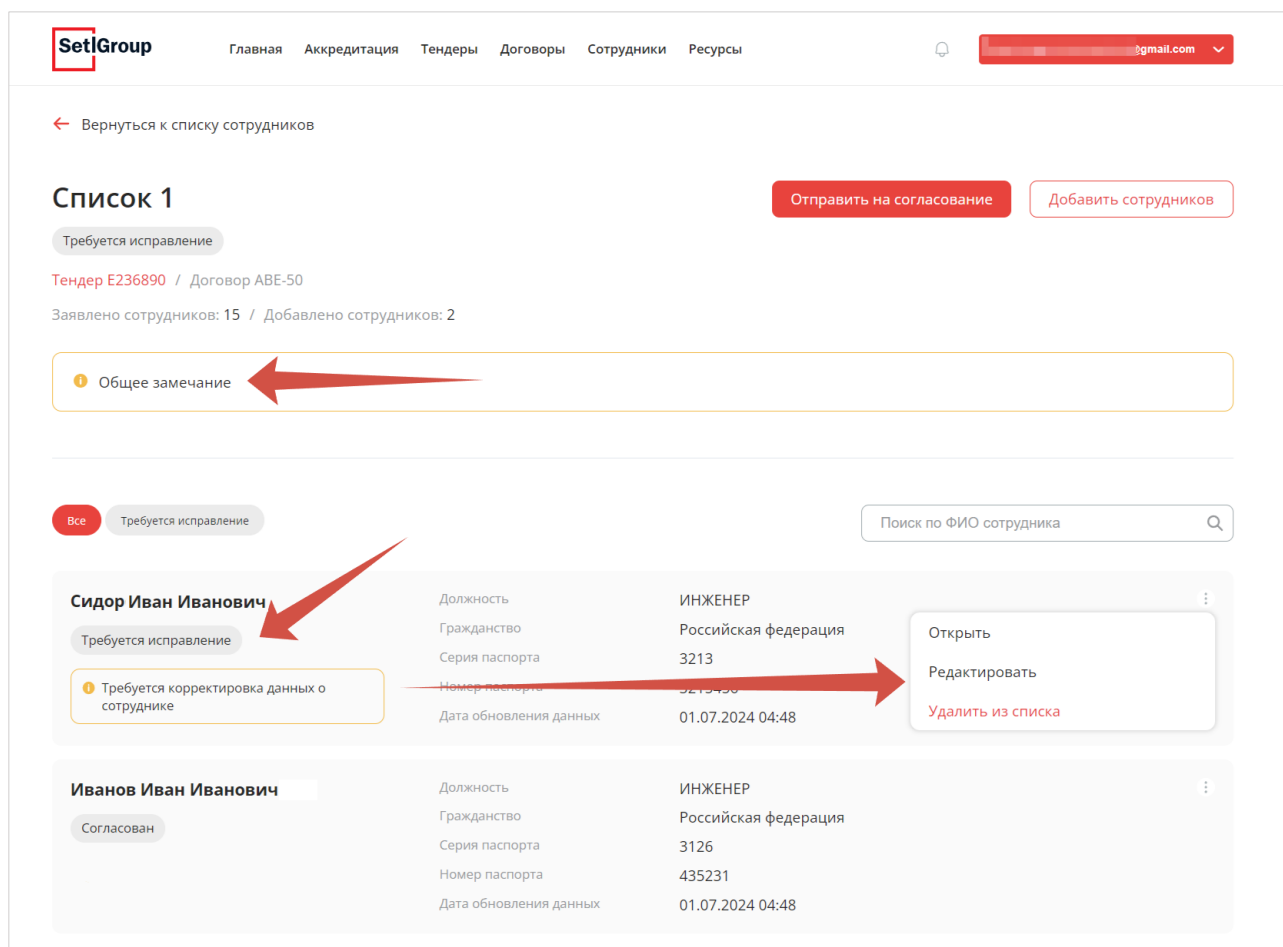 SetlGroup
Главная Аккредитация Тендеры Договоры Сотрудники Ресурсы
@gmail.com
Вернуться к списку сотрудников
Список 1
Отправить на согласование
Добавить сотрудников
Требуется исправление
Тендер E236890 / Договор АВЕ-50
Заявлено сотрудников: 15 / Добавлено сотрудников: 2
Общее замечание
Все
Требуется исправление
Поиск по ФИО сотрудника
Сидор Иван Иванович
Требуется исправление
Требуется корректировка данных о
сотруднике
Должность ИНЖЕНЕР
Гражданство Российская федерация
Серия паспорта 3213
Номер паспорта
Дата обновления данных 01.07.2024 04:48
Открыть
Редактировать
Удалить из списка
Иванов Иван Иванович
Согласован
Должность ИНЖЕНЕР
Гражданство Российская федерация
Серия паспорта 3126
Номер паспорта 435231
Дата обновления данных 01.07.2024 04:48